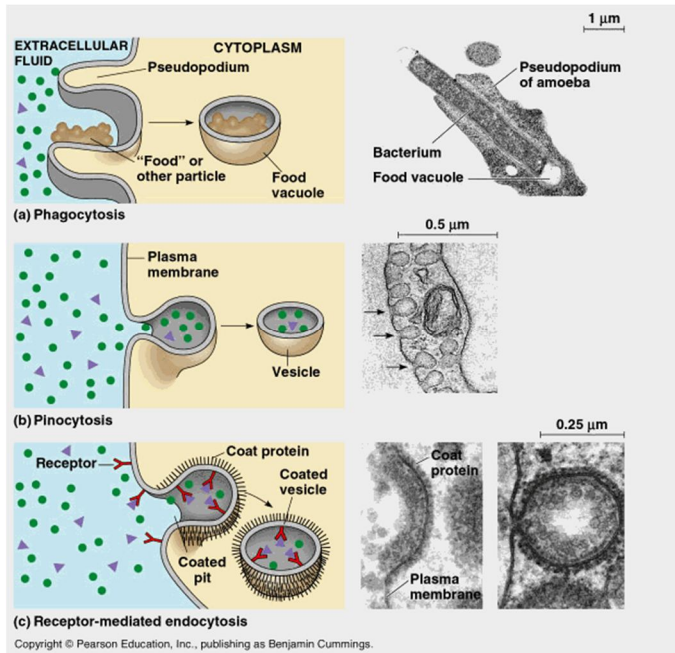 1 µm
EXTRACELLULAR
FLUID
CYTOPLASM
Pseudopodium
"Food" or
other particle
Food
vacuole
Pseudopodium
of amoeba
Bacterium
Food vacuole
(a) Phagocytosis
0.5 µm
Plasma
membrane
Vesicle
(b) Pinocytosis
0.25 µm
Receptor
Coat protein
Coated
vesicle
Coated
pit
Coat
protein
Plasma
membrane
(c) Receptor-mediated endocytosis
Copyright © Pearson Education, Inc., publishing as Benjamin Cummings.